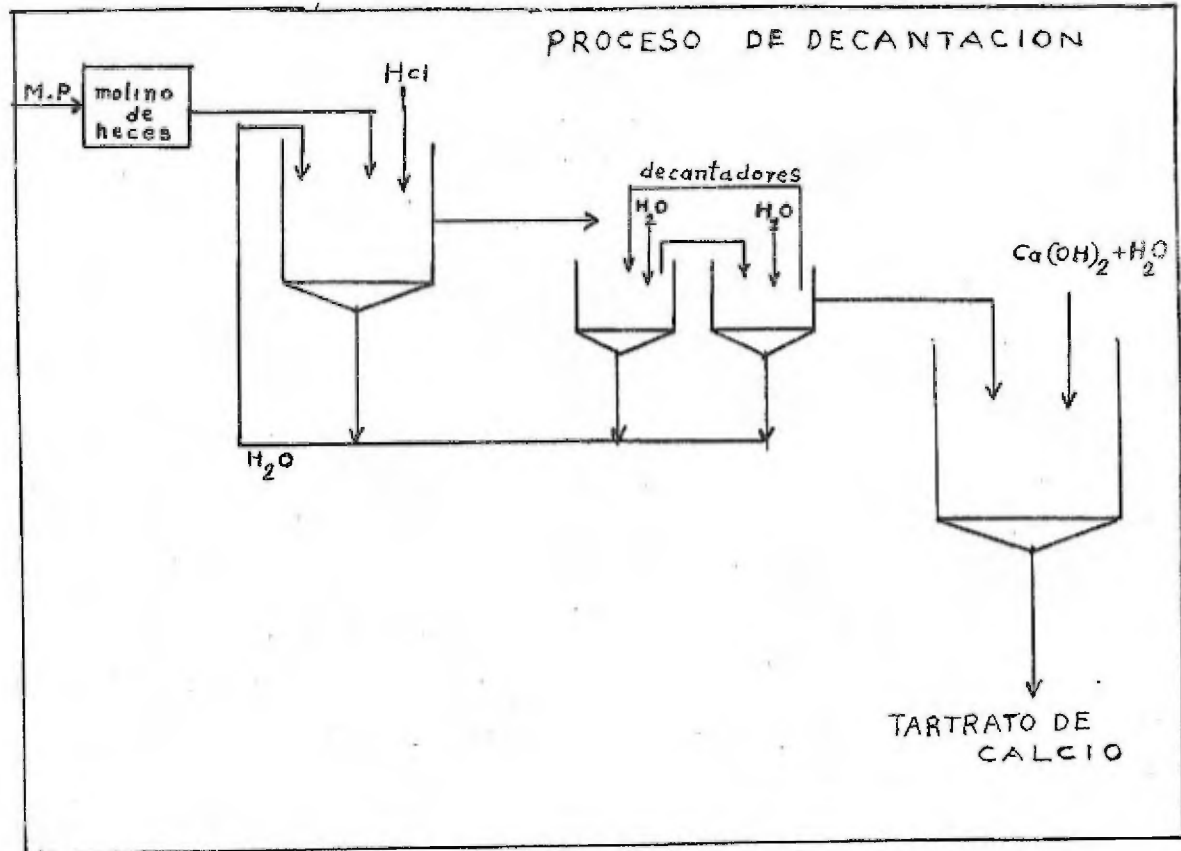 PROCESO DE DECANTACION
M.P.
molino
de
heces
Hcl
decantadores
H2O
H2O
Ca(OH)2+H2O
H2O
TARTRATO DE
CALCIO